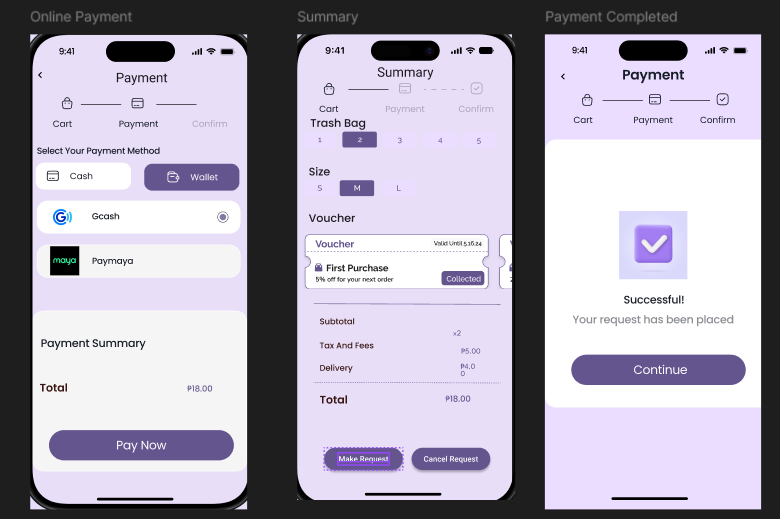 Online Payment
9:41
Payment
Cart
Payment
Confirm
Select Your Payment Method
Cash
Wallet
Gcash
maya
Paymaya
Payment Summary
Total
₱18.00
Pay Now
Summary
9:41
Summary
Cart
Payment
Confirm
Trash Bag
1 2 3 4 5
Size
S M L
Voucher
Voucher
Valid Until 5.16.24
First Purchase
5% off for your next order
Collected
Subtotal
x2
Tax And Fees
₱5.00
Delivery
₱4.0
0
Total
₱18.00
Make Request
Cancel Request
Payment Completed
9:41
Payment
Cart
Payment
Confirm
Successful!
Your request has been placed
Continue